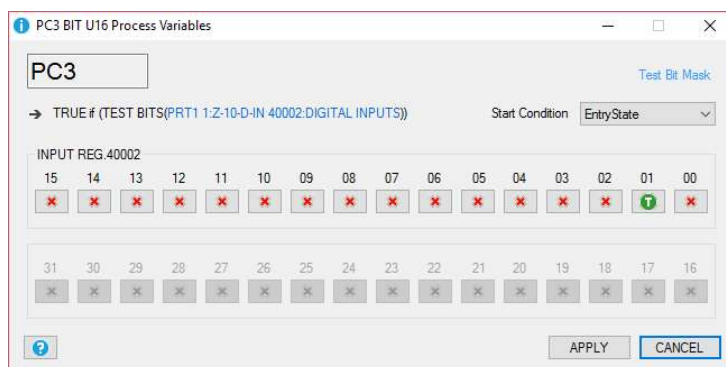 PC3 BIT U16 Process Variables
PC3
Test Bit Mask
TRUE if (TEST BITS(PRT1 1:Z-10-D-IN 40002:DIGITAL INPUTS))
Start Condition
EntryState
INPUT REG.40002
15 14 13 12 11 10 09 08 07 06 05 04 03 02 01 00
T
31 30 29 28 27 26 25 24 23 22 21 20 19 18 17 16
?
APPLY
CANCEL